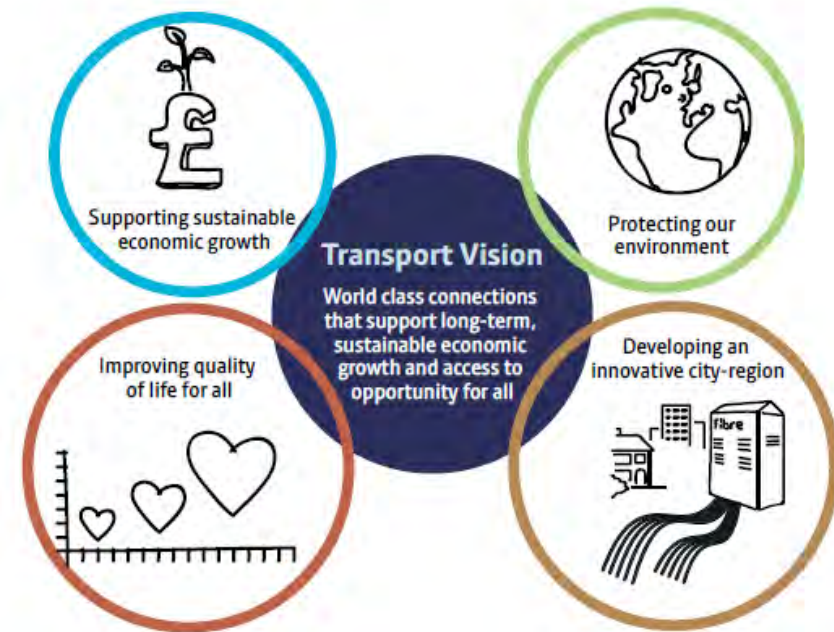 Supporting sustainable
economic growth
Protecting our
environment
Transport Vision
World class connections
that support long-term,
sustainable economic
growth and access to
opportunity for all
Improving quality
of life for all
Developing an
innovative city-region
fibre